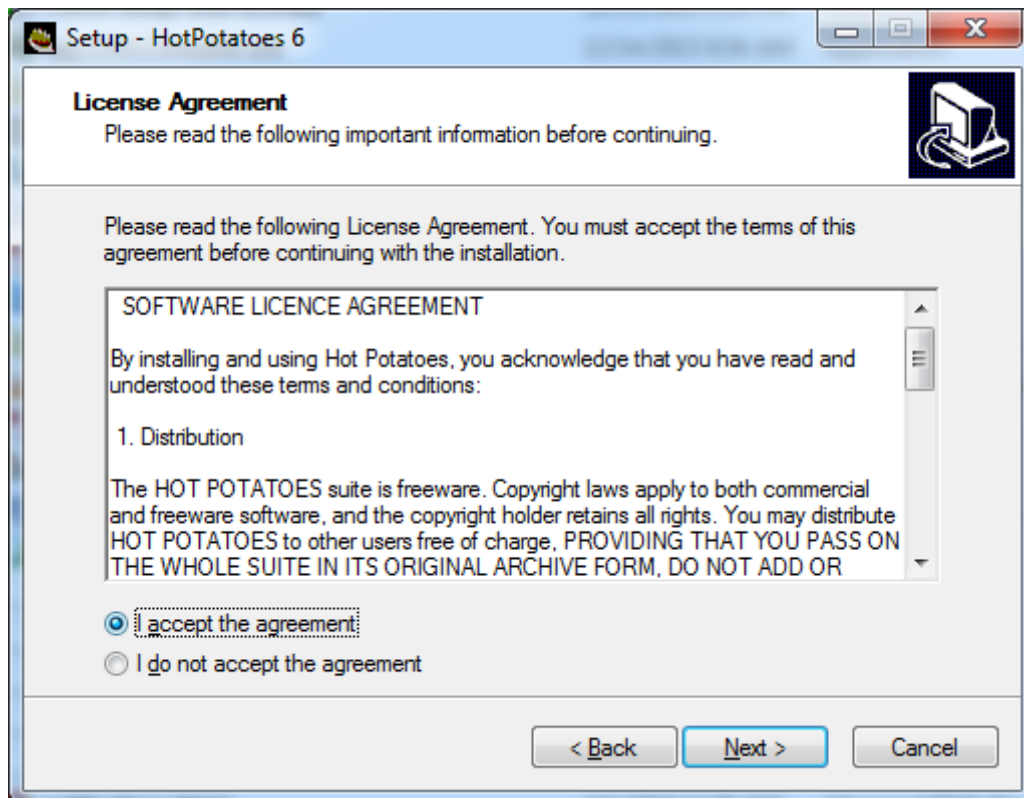 Setup - HotPotatoes 6
License Agreement
Please read the following important information before continuing.
Please read the following License Agreement. You must accept the terms of this
agreement before continuing with the installation.
SOFTWARE LICENCE AGREEMENT
By installing and using Hot Potatoes, you acknowledge that you have read and
understood these terms and conditions:
1. Distribution
The HOT POTATOES suite is freeware. Copyright laws apply to both commercial
and freeware software, and the copyright holder retains all rights. You may distribute
HOT POTATOES to other users free of charge, PROVIDING THAT YOU PASS ON
THE WHOLE SUITE IN ITS ORIGINAL ARCHIVE FORM, DO NOT ADD OR
I accept the agreement
I do not accept the agreement
< Back Next > Cancel